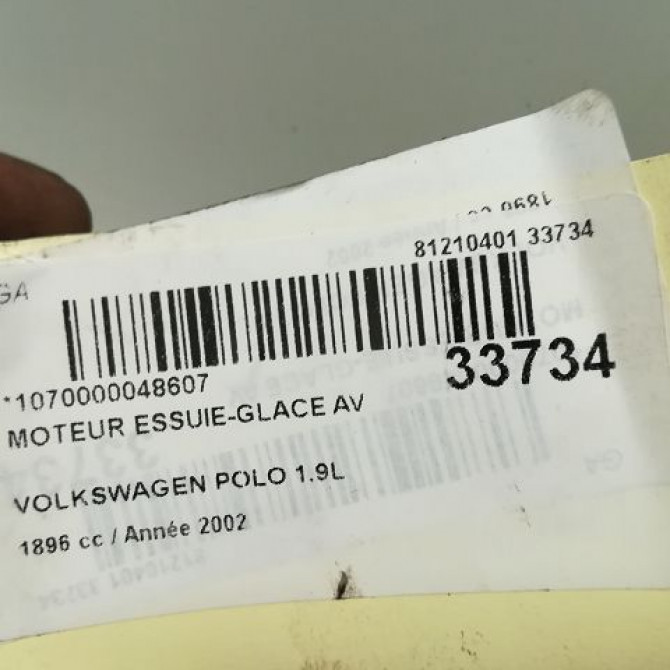 81210401 33734
GA
*1070000048607
33734
MOTEUR ESSUIE-GLACE AV
VOLKSWAGEN POLO 1.9L
1896 cc / Année 2002